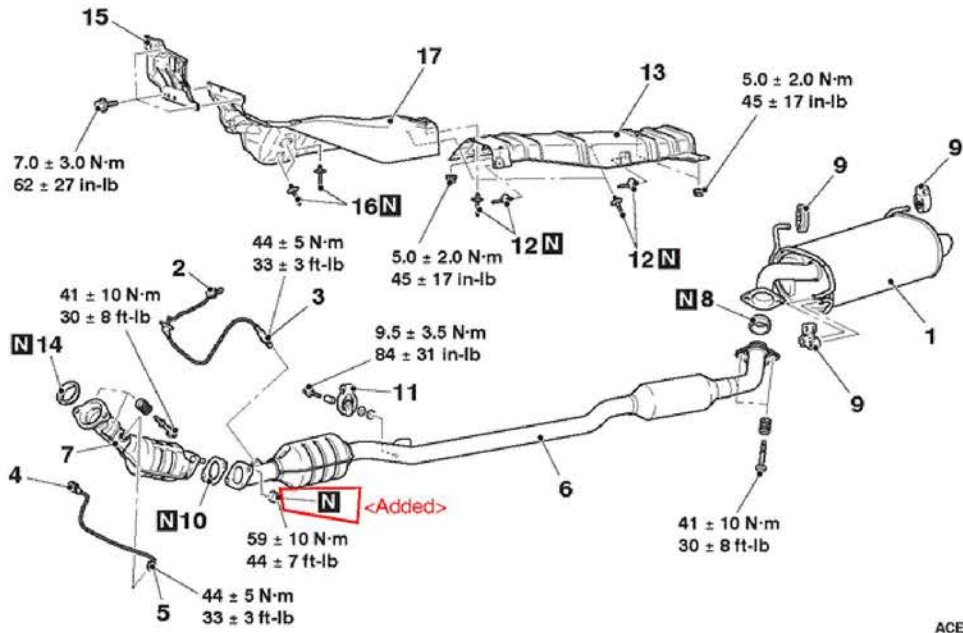 15
17
13
5.0 ± 2.0 N·m
45 ± 17 in-lb
9
9
7.0 ± 3.0 N·m
62 ± 27 in-lb
16 N
12 N
5.0 ± 2.0 N·m
45 ± 17 in-lb
12 N
44 ± 5 N·m
33 ± 3 ft-lb
2
3
41 ± 10 N·m
30 ± 8 ft-lb
N 8
1
9.5 ± 3.5 N·m
84 ± 31 in-lb
N 14
11
9
7
6
4
N 10
N
<Added>
59 ± 10 N·m
44 ± 7 ft-lb
41 ± 10 N·m
30 ± 8 ft-lb
5
44 ± 5 N·m
33 ± 3 ft-lb
ACE